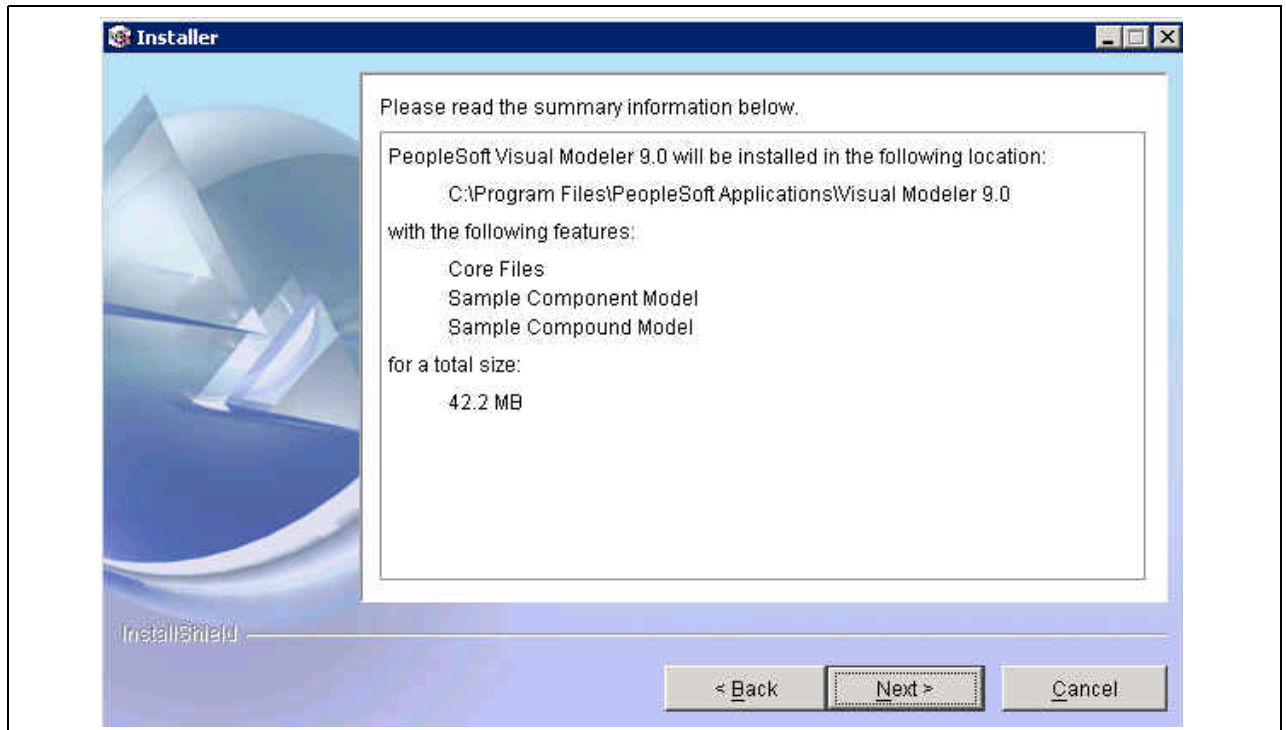 Installer
Please read the summary information below.
PeopleSoft Visual Modeler 9.0 will be installed in the following location:
C:\Program Files\PeopleSoft Applications\Visual Modeler 9.0
with the following features:
Core Files
Sample Component Model
Sample Compound Model
for a total size:
42.2 MB
InstallShield
< Back
Next >
Cancel